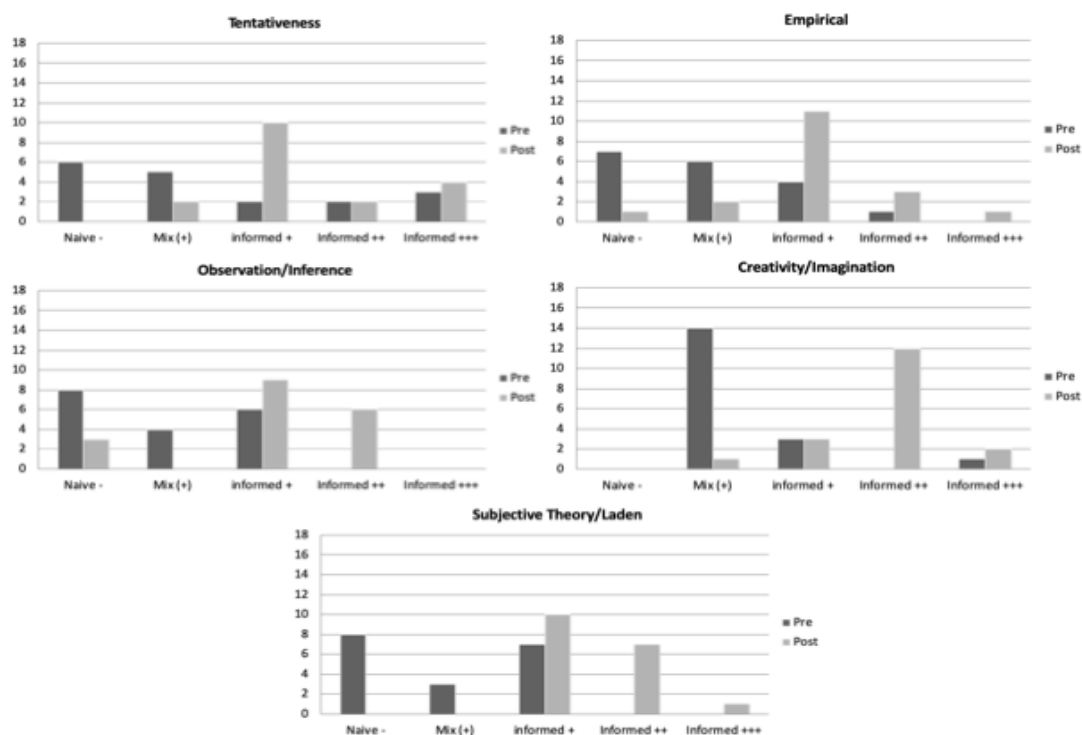 Tentativeness
18
16
14
12
10
8
6
4
2
0
Naive -
Mix (+)
informed +
Informed ++
Informed +++
Pre
Post
Empirical
18
16
14
12
10
8
6
4
2
0
Naive -
Mix (+)
informed +
Informed ++
Informed +++
Pre
Post
Observation/Inference
18
16
14
12
10
8
6
4
2
0
Naive -
Mix (+)
informed +
Informed ++
Informed +++
Pre
Post
Creativity/Imagination
18
16
14
12
10
8
6
4
2
0
Naive -
Mix (+)
informed +
Informed ++
Informed +++
Pre
Post
Subjective Theory/Laden
18
16
14
12
10
8
6
4
2
0
Naive -
Mix (+)
informed +
Informed ++
Informed +++
Pre
Post